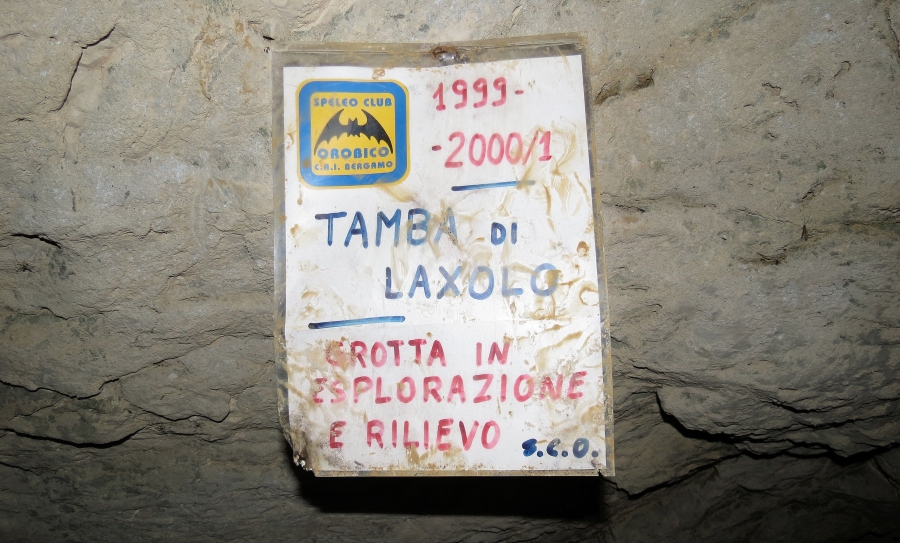 SPELEO CLUB
OROBICO
C.A.I. BERGAMO
1999-
-2000/1
TAMBA DI
LAXOLO
GROTTA IN
ESPLORAZIONE
E RILIEVO
S.C.O.